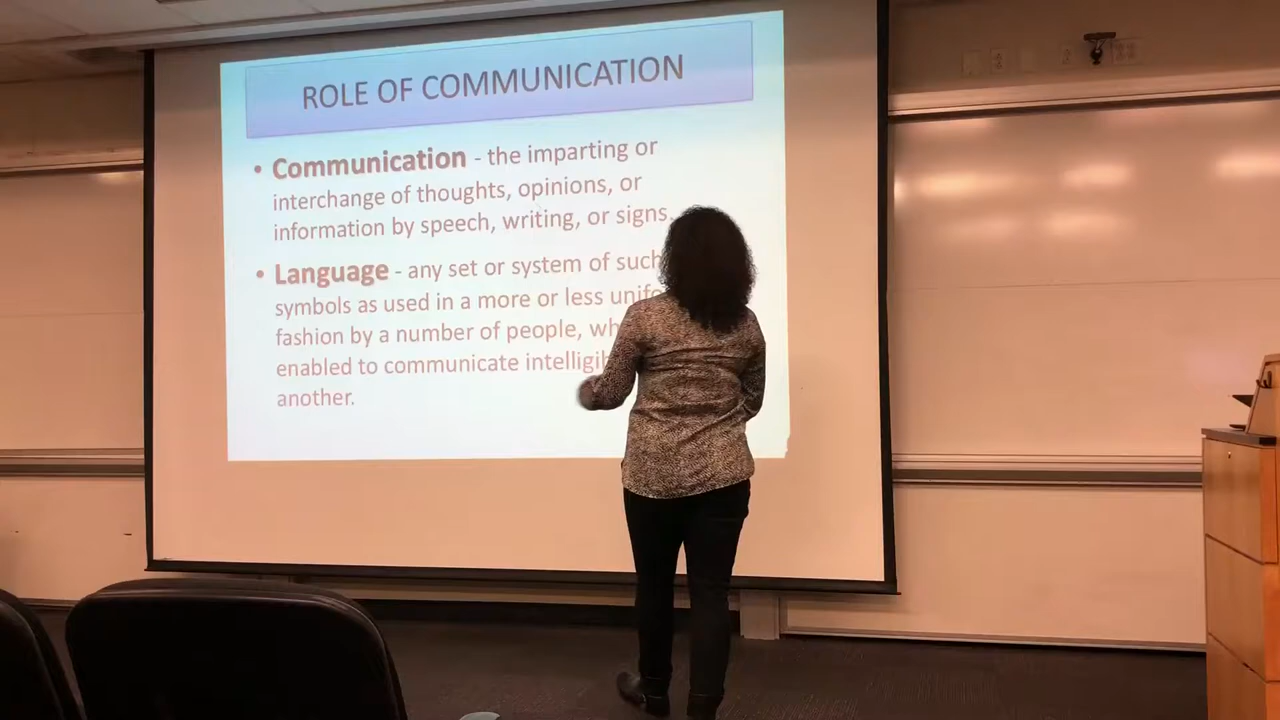 ROLE OF COMMUNICATION
• Communication - the imparting or
interchange of thoughts, opinions, or
information by speech, writing, or signs.
• Language - any set or system of such
symbols as used in a more or less
fashion by a number of people,
enabled to communicate
another.